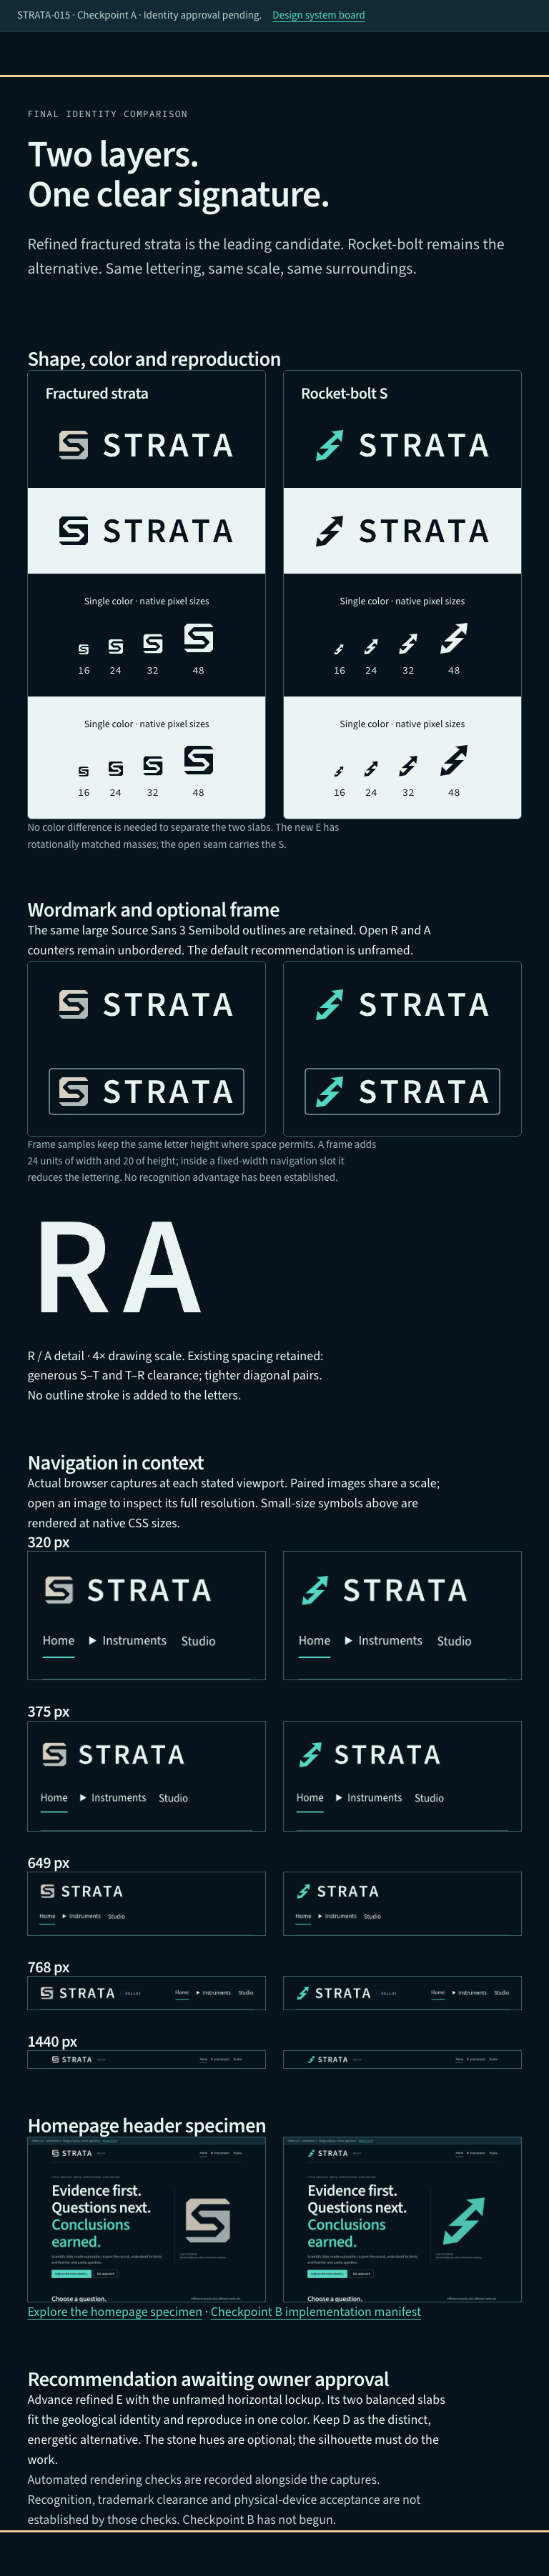 STRATA-015 · Checkpoint A · Identity approval pending. Design system board
FINAL IDENTITY COMPARISON
Two layers.
One clear signature.
Refined fractured strata is the leading candidate. Rocket-bolt remains the
alternative. Same lettering, same scale, same surroundings.
Shape, color and reproduction
Fractured strata
STRATA
STRATA
Single color · native pixel sizes
16 24 32 48
Single color · native pixel sizes
16 24 32 48
Rocket-bolt S
STRATA
STRATA
Single color · native pixel sizes
16 24 32 48
Single color · native pixel sizes
16 24 32 48
No color difference is needed to separate the two slabs. The new E has
rotationally matched masses; the open seam carries the S.
Wordmark and optional frame
The same large Source Sans 3 Semibold outlines are retained. Open R and A
counters remain unbordered. The default recommendation is unframed.
STRATA
STRATA
STRATA
STRATA
Frame samples keep the same letter height where space permits. A frame adds
24 units of width and 20 of height; inside a fixed-width navigation slot it
reduces the lettering. No recognition advantage has been established.
RA
R / A detail · 4× drawing scale. Existing spacing retained:
generous S–T and T–R clearance; tighter diagonal pairs.
No outline stroke is added to the letters.
Navigation in context
Actual browser captures at each stated viewport. Paired images share a scale;
open an image to inspect its full resolution. Small-size symbols above are
rendered at native CSS sizes.
320 px
STRATA
Home ▶ Instruments Studio
STRATA
Home ▶ Instruments Studio
375 px
STRATA
Home ▶ Instruments Studio
STRATA
Home ▶ Instruments Studio
649 px
STRATA
Home ▶ Instruments Studio
STRATA
Home ▶ Instruments Studio
768 px
STRATA Home ▶ Instruments Studio
STRATA Home ▶ Instruments Studio
1440 px
STRATA Home ▶ Instruments Studio
STRATA Home ▶ Instruments Studio
Homepage header specimen
STRATA Home ▶ Instruments Studio
Evidence first.
Questions next.
Conclusions
earned.
Choose a question.
STRATA Home ▶ Instruments Studio
Evidence first.
Questions next.
Conclusions
earned.
Choose a question.
Explore the homepage specimen · Checkpoint B implementation manifest
Recommendation awaiting owner approval
Advance refined E with the unframed horizontal lockup. Its two balanced slabs
fit the geological identity and reproduce in one color. Keep D as the distinct,
energetic alternative. The stone hues are optional; the silhouette must do the
work.
Automated rendering checks are recorded alongside the captures.
Recognition, trademark clearance and physical-device acceptance are not
established by those checks. Checkpoint B has not begun.